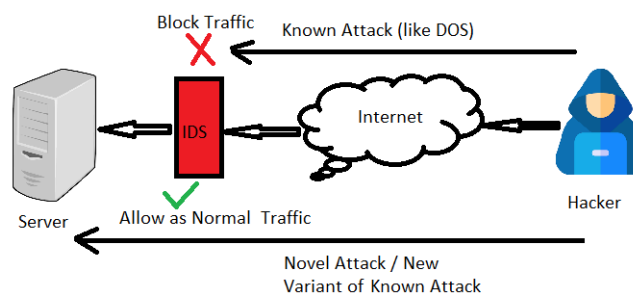 Block Traffic
Known Attack (like DOS)
IDS
Internet
Server
Allow as Normal Traffic
Hacker
Novel Attack / New
Variant of Known Attack